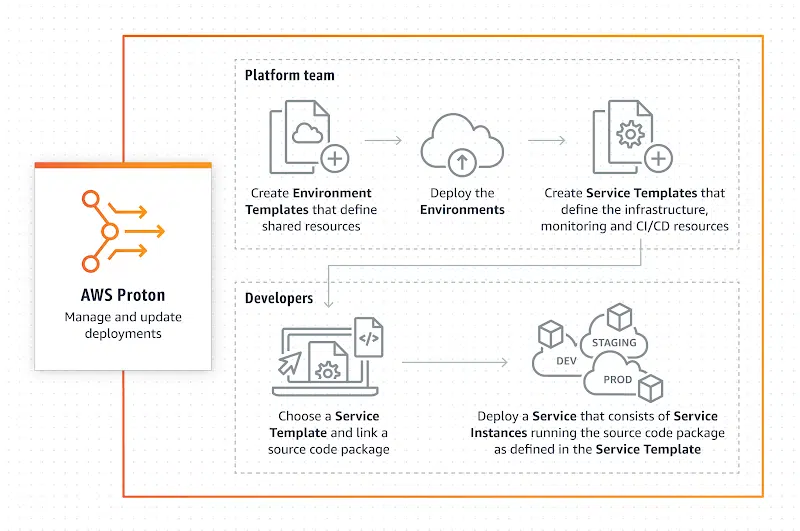 Platform team
Create Environment
Templates that define
shared resources
Deploy the
Environments
Create Service Templates that
define the infrastructure,
monitoring and CI/CD resources
AWS Proton
Manage and update
deployments
Developers
</>
Choose a Service
Template and link a
source code package
DEV
STAGING
PROD
Deploy a Service that consists of Service
Instances running the source code package
as defined in the Service Template